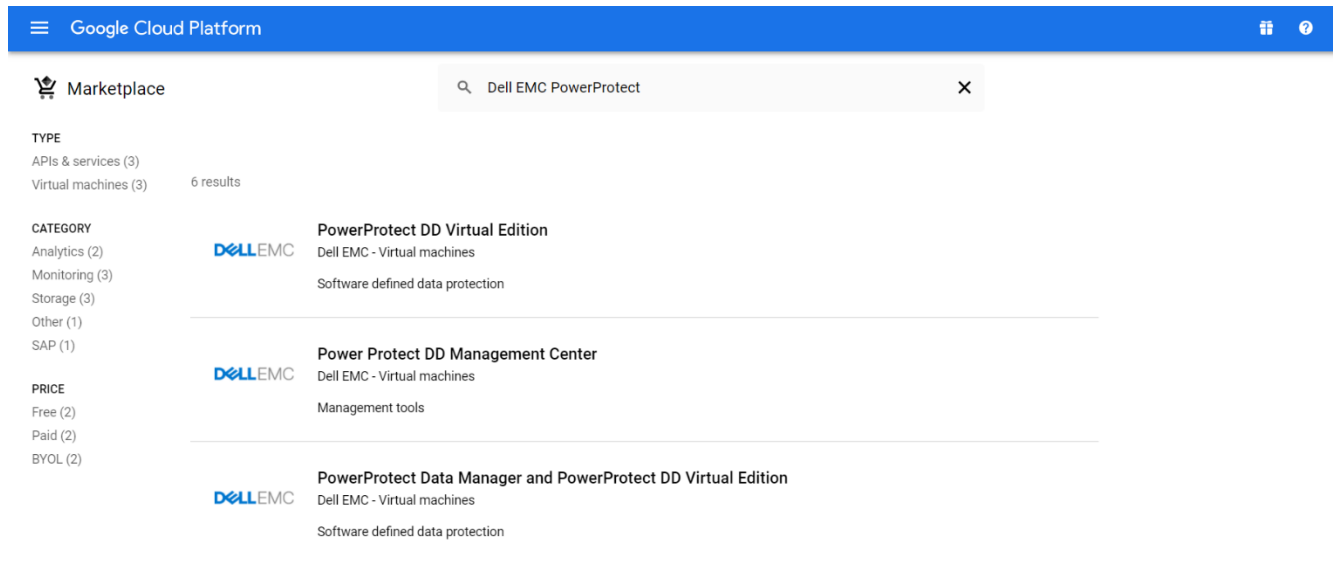 Google Cloud Platform
Marketplace
Dell EMC PowerProtect
TYPE
APIs & services (3)
Virtual machines (3)
CATEGORY
Analytics (2)
Monitoring (3)
Storage (3)
Other (1)
SAP (1)
PRICE
Free (2)
Paid (2)
BYOL (2)
6 results
DELLEMC
PowerProtect DD Virtual Edition
Dell EMC - Virtual machines
Software defined data protection
DELLEMC
Power Protect DD Management Center
Dell EMC - Virtual machines
Management tools
DELLEMC
PowerProtect Data Manager and PowerProtect DD Virtual Edition
Dell EMC - Virtual machines
Software defined data protection